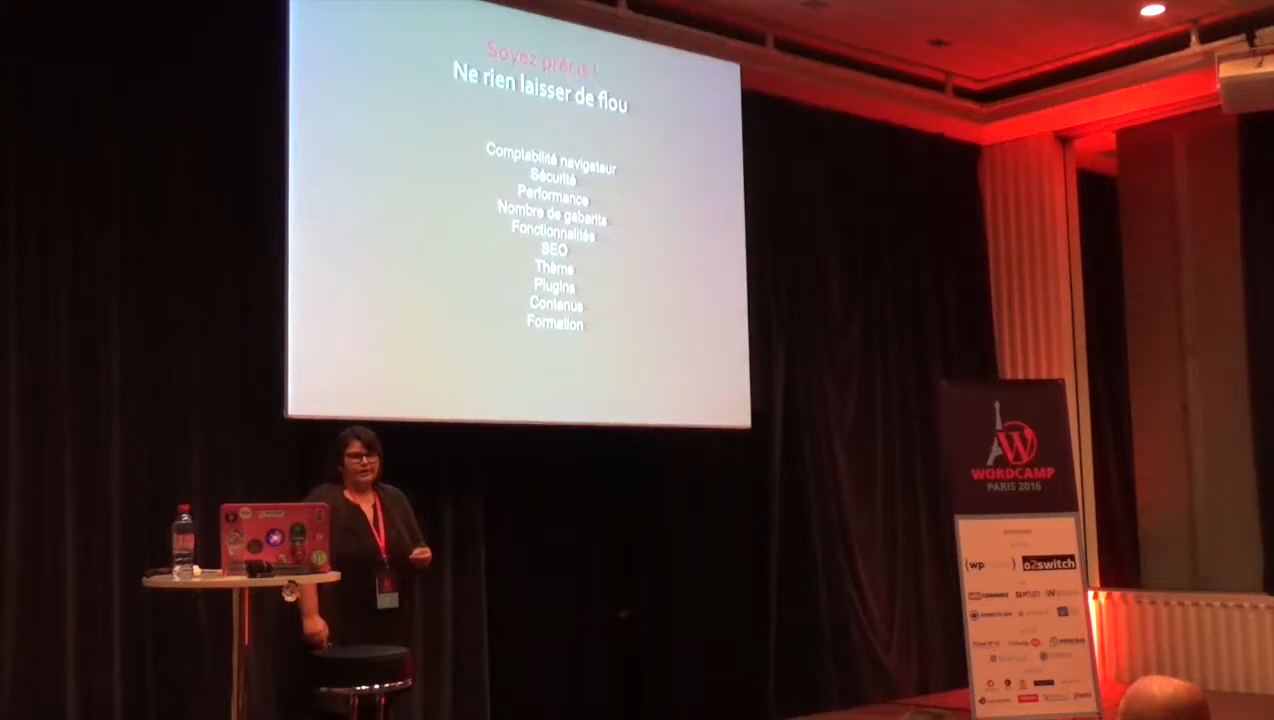 Soyez précis !
Ne rien laisser de flou
Comptabilité navigateur
Sécurité
Performance
Nombre de gabarits
Fonctionnalités
SEO
Thème
Plugins
Contenus
Formation
W
WORDCAMP
PARIS 2016
{wp }
o2switch